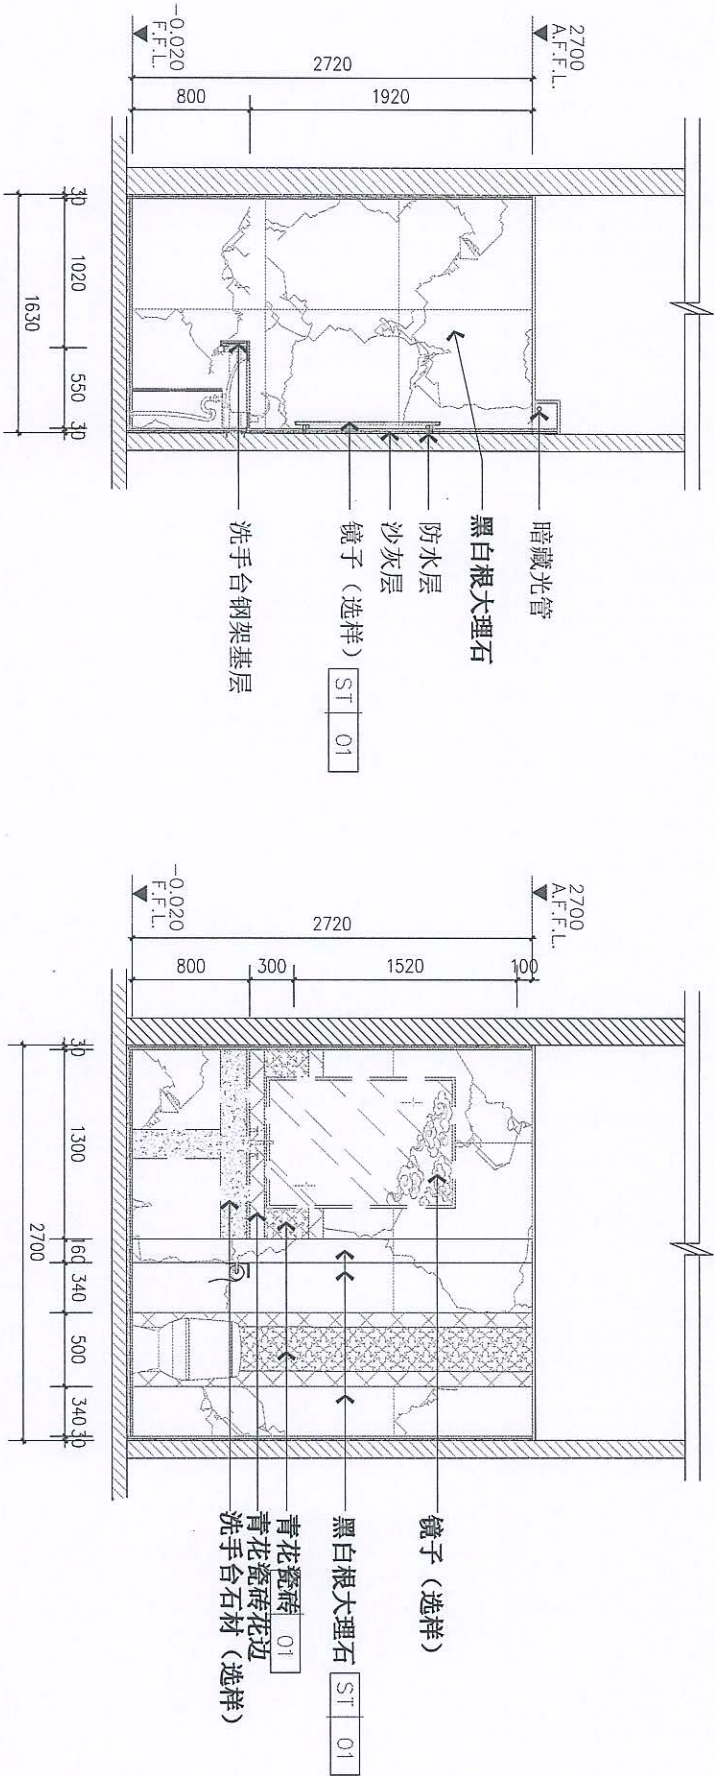 2700
A.F.F.L.
-0.020
F.F.L.
2720
1920
800
30
1020
550
30
1630
暗藏光管
黑白根大理石
防水层
沙灰层
镜子（选样）
ST 01
洗手台钢架基层
2700
A.F.F.L.
-0.020
F.F.L.
2720
100
1520
300
800
30
1300
160
340
500
340
30
2700
镜子（选样）
黑白根大理石
ST 01
青花瓷砖
01
青花瓷砖花边
洗手台石材（选样）